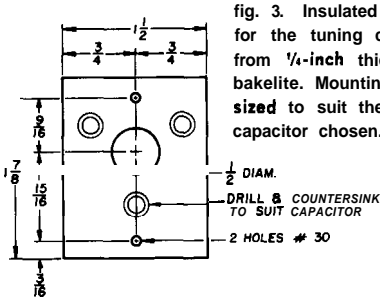 1 1/2
3/4 3/4
9/16
1 7/8
15/16
3/16
1/2 DIAM.
DRILL & COUNTERSINK
TO SUIT CAPACITOR
2 HOLES # 30
fig. 3. Insulated
for the tuning
from 1/4-inch thi
bakelite. Mountin
sized to suit the
capacitor chosen.